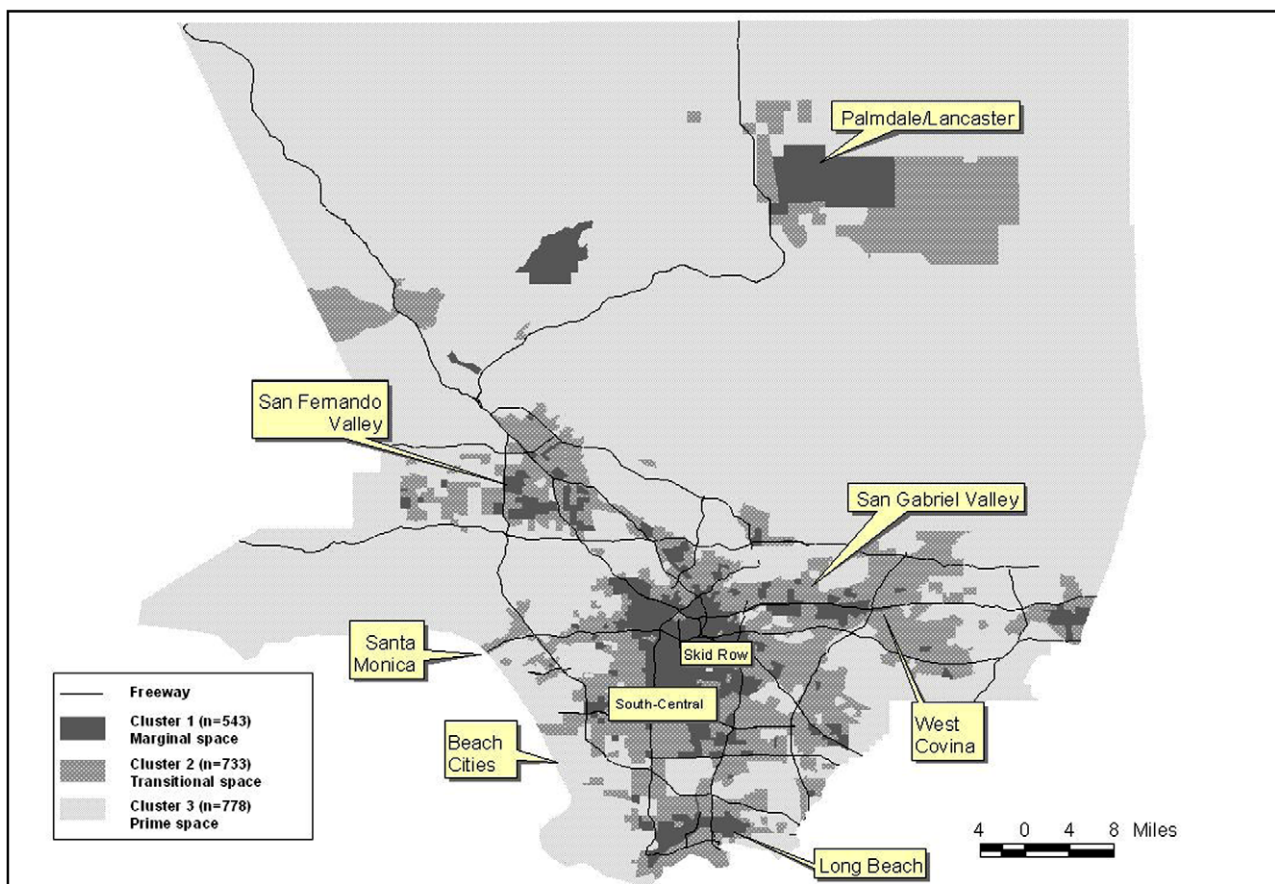 Palmdale/Lancaster
San Fernando
Valley
San Gabriel Valley
Santa
Monica
Skid Row
South-Central
Beach
Cities
West
Covina
Long Beach
Freeway
Cluster 1 (n=543)
Marginal space
Cluster 2 (n=733)
Transitional space
Cluster 3 (n=778)
Prime space
4 0 4 8 Miles